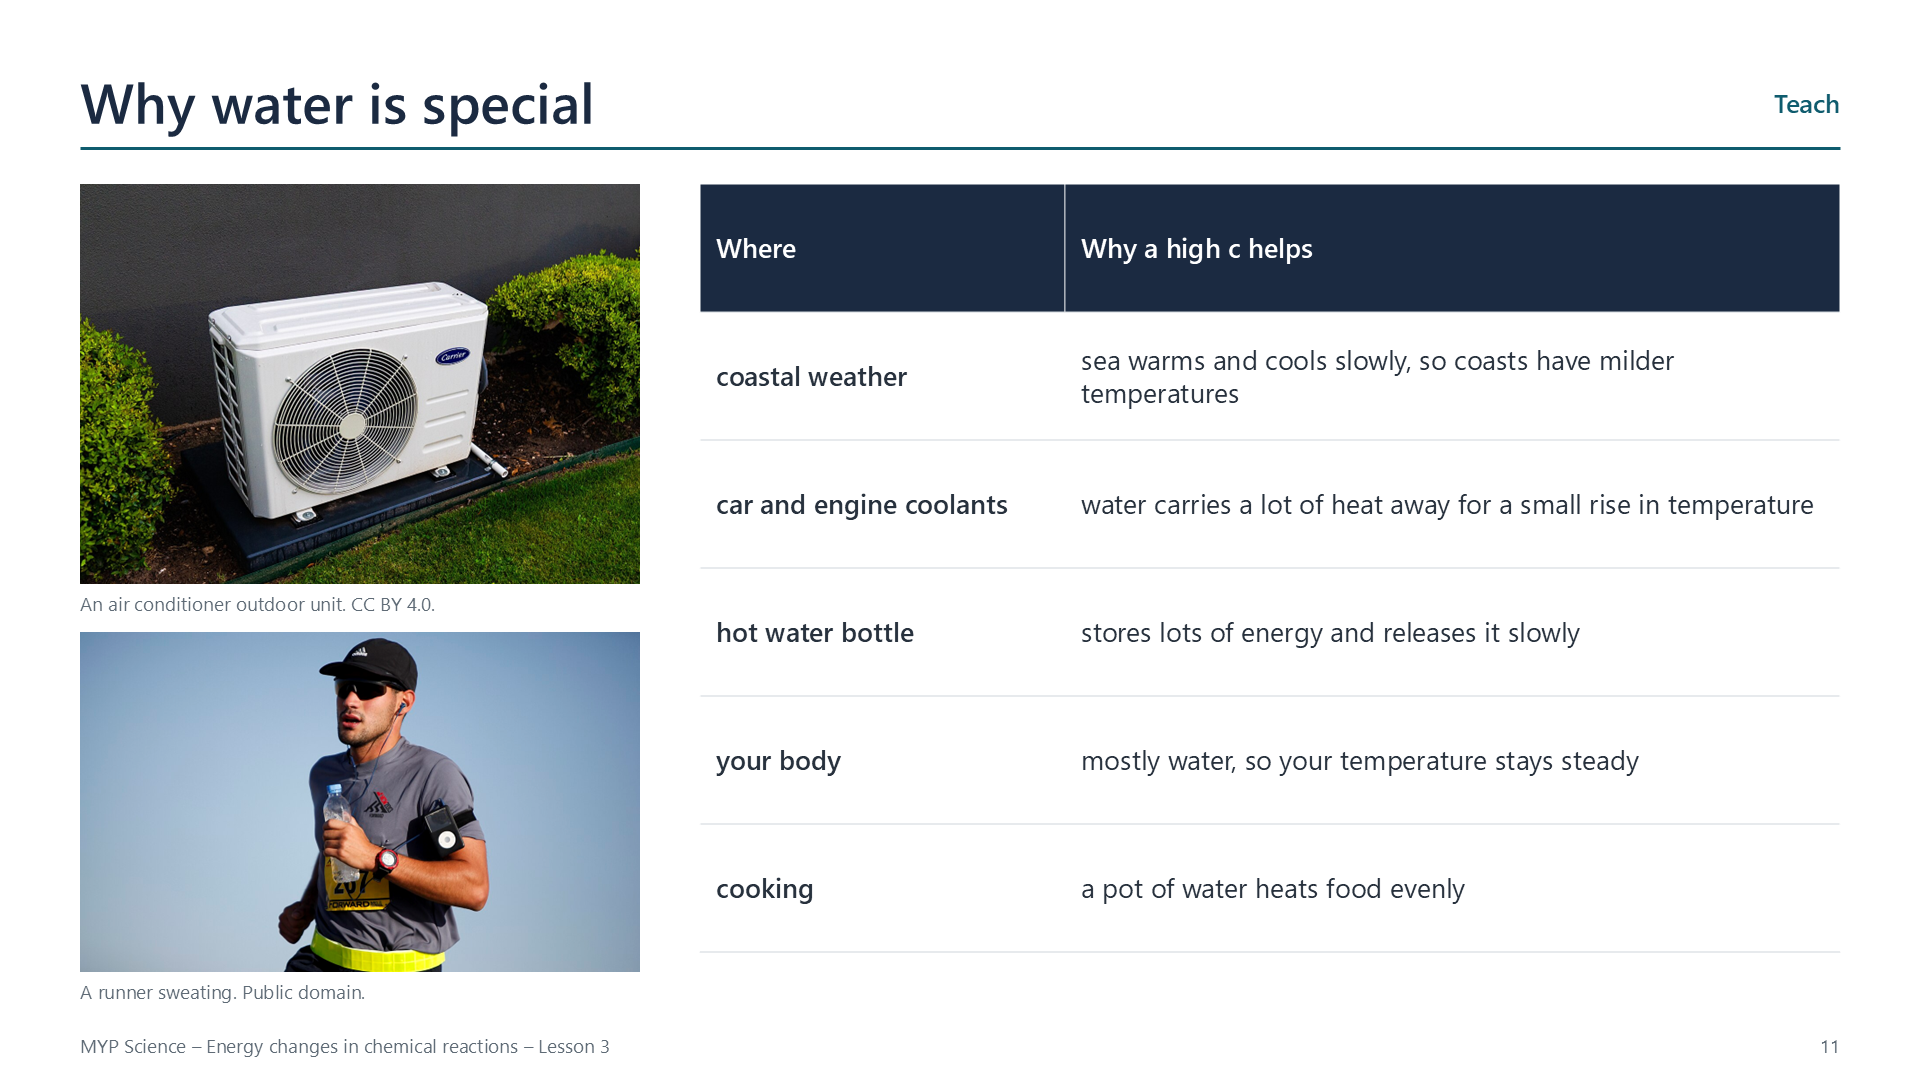 Why water is special
Teach
Carrier
An air conditioner outdoor unit. CC BY 4.0.
FORWARD
A runner sweating. Public domain.
Where
Why a high c helps
coastal weather
sea warms and cools slowly, so coasts have milder
temperatures
car and engine coolants
water carries a lot of heat away for a small rise in temperature
hot water bottle
stores lots of energy and releases it slowly
your body
mostly water, so your temperature stays steady
cooking
a pot of water heats food evenly
MYP Science – Energy changes in chemical reactions – Lesson 3
11